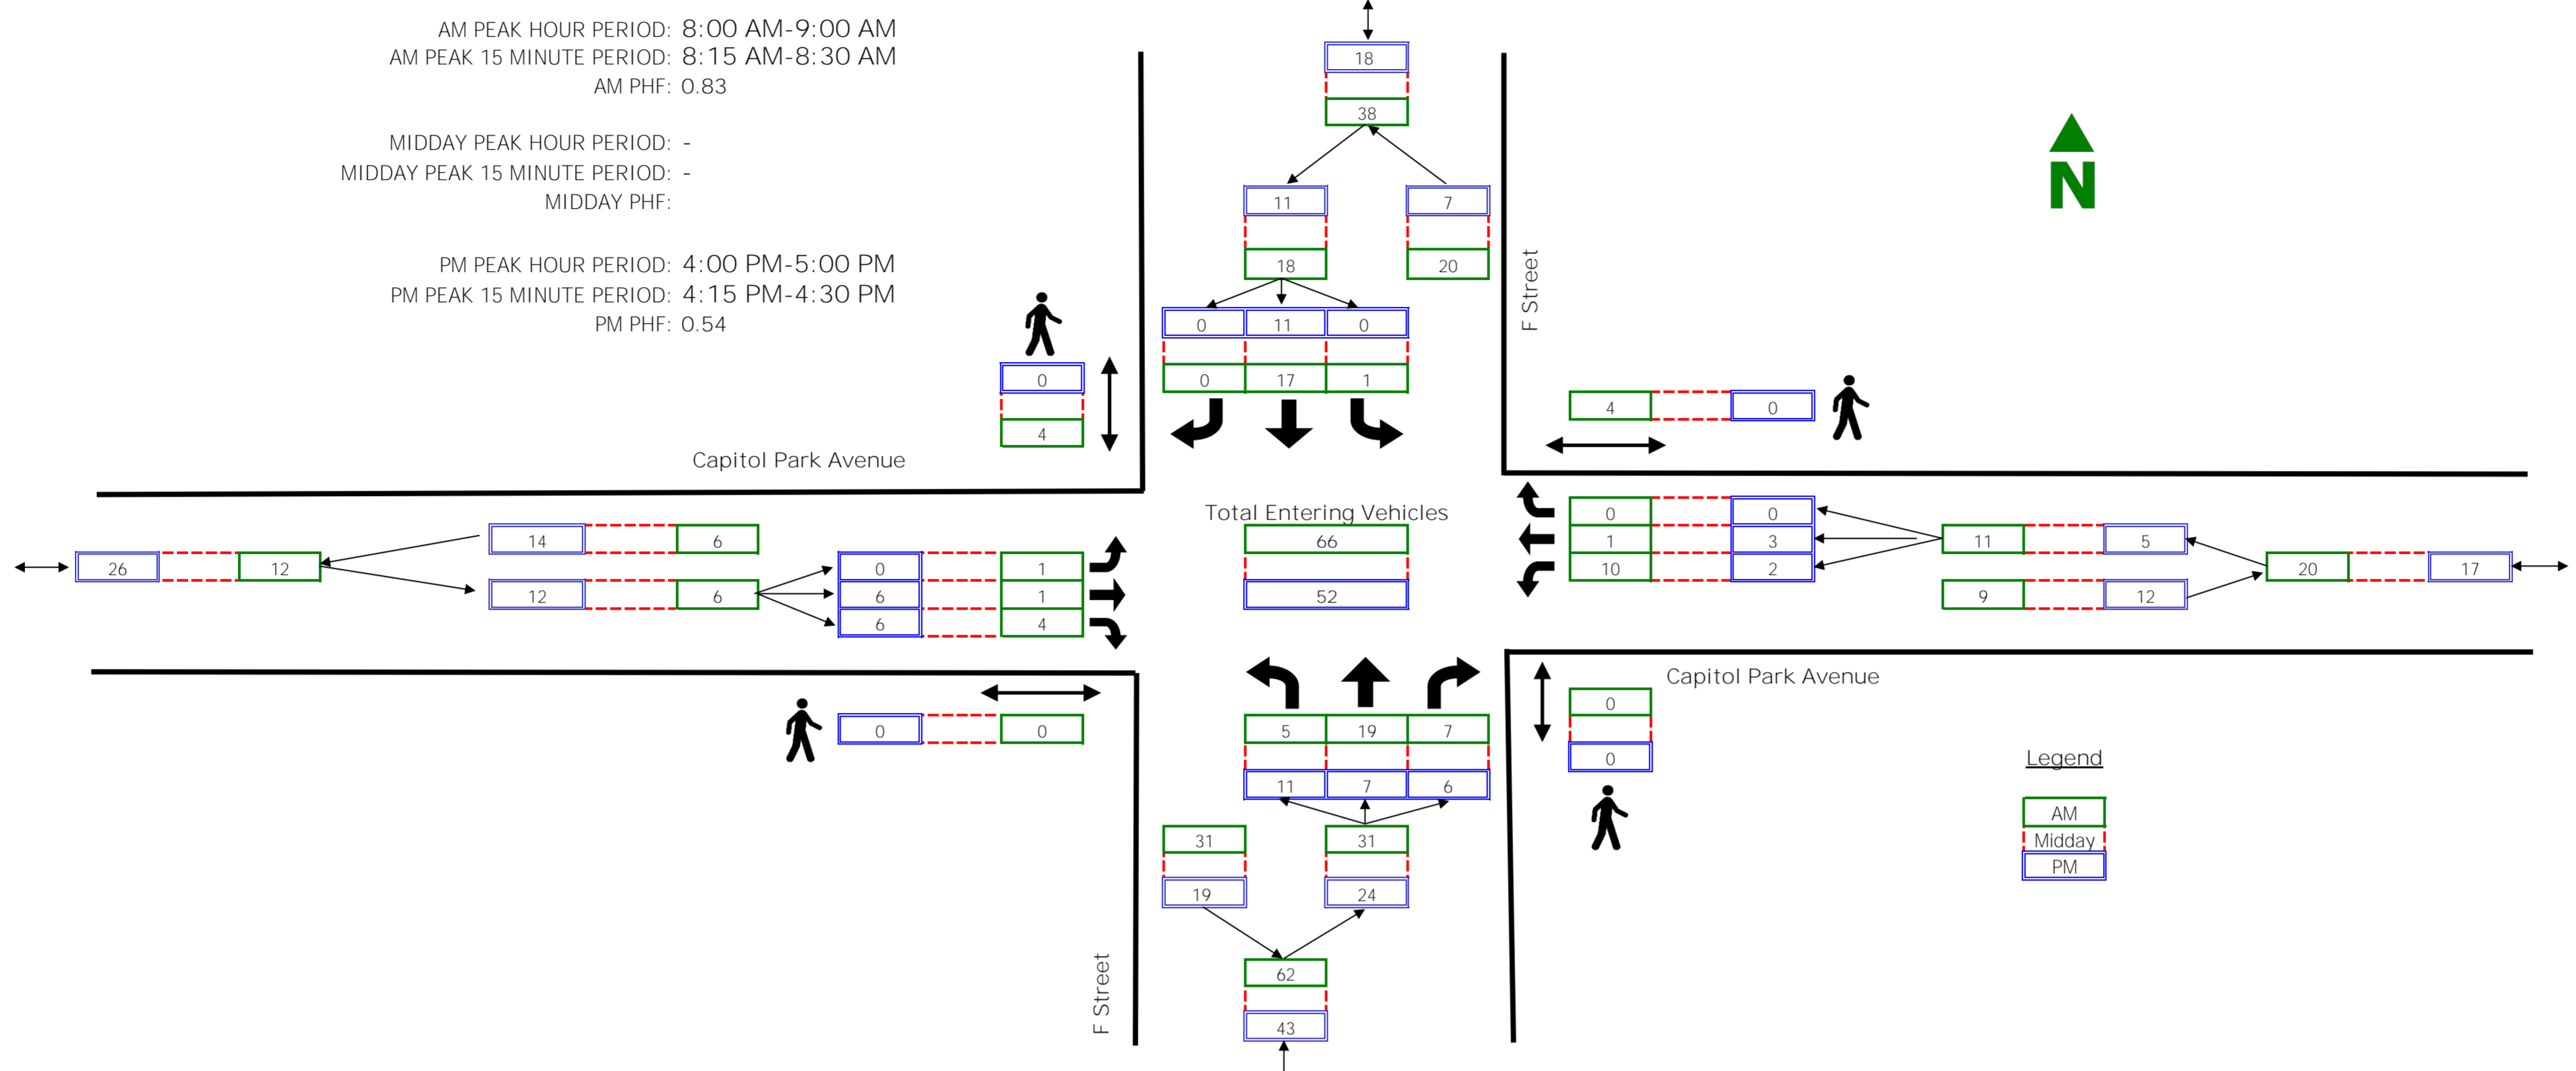 AM PEAK HOUR PERIOD: 8:00 AM-9:00 AM
AM PEAK 15 MINUTE PERIOD: 8:15 AM-8:30 AM
AM PHF: 0.83
MIDDAY PEAK HOUR PERIOD: -
MIDDAY PEAK 15 MINUTE PERIOD: -
MIDDAY PHF:
PM PEAK HOUR PERIOD: 4:00 PM-5:00 PM
PM PEAK 15 MINUTE PERIOD: 4:15 PM-4:30 PM
PM PHF: 0.54
18
38
11 7
18 20
0 11 0
0 17 1
F Street
N
0
4
4 0
Capitol Park Avenue
Total Entering Vehicles
66
52
14 6
26 12
12 6
0 1
6 1
6 4
0 0
1 3
10 2
11 5
20 17
9 12
Capitol Park Avenue
0 0
5 19 7
11 7 6
0
0
31 31
19 24
62
43
F Street
Legend
AM
Midday
PM